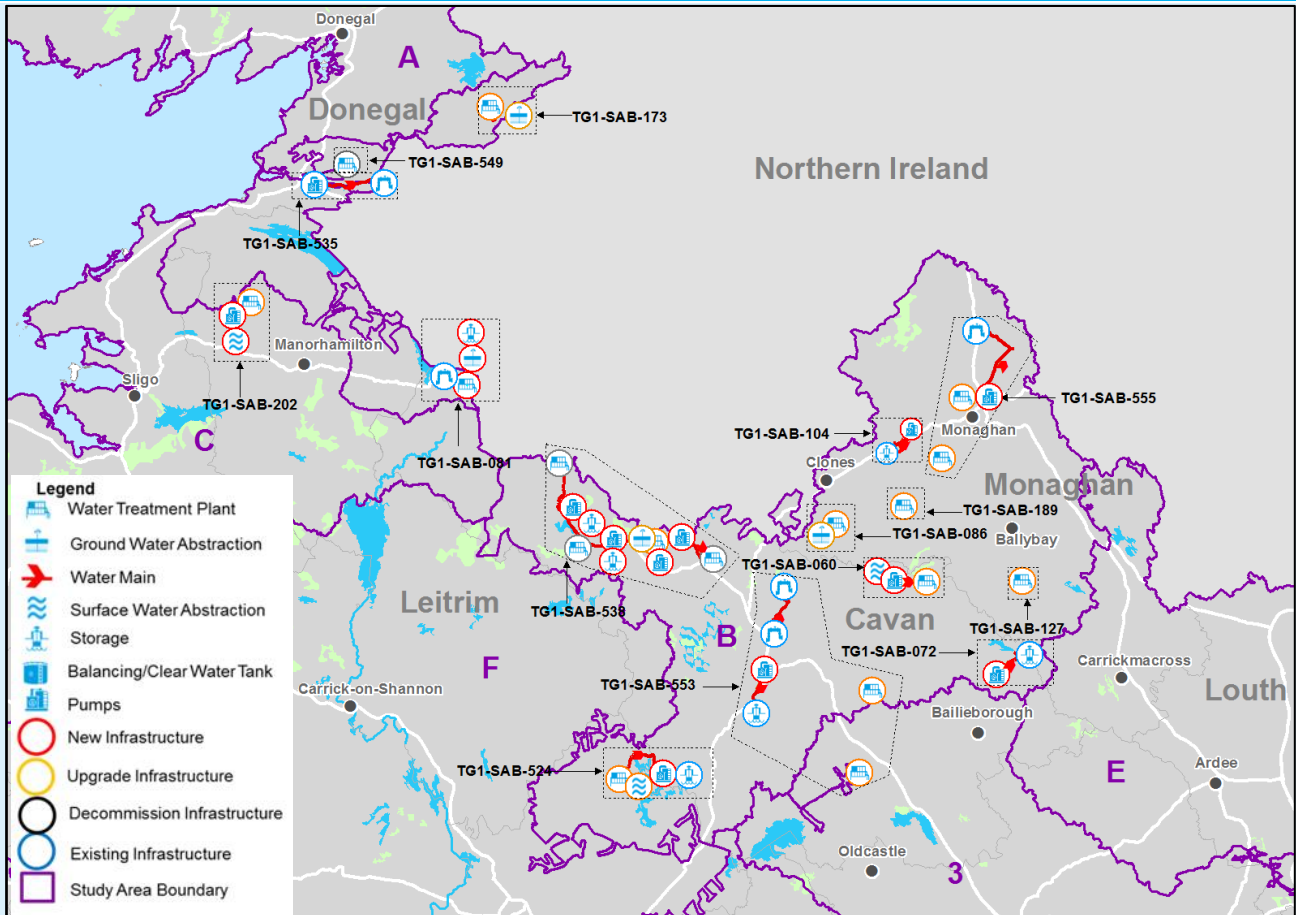 Donegal
A
Donegal
TG1-SAB-173
TG1-SAB-549
Northern Ireland
TG1-SAB-535
Manorhamilton
Sligo
TG1-SAB-202
C
TG1-SAB-081
TG1-SAB-555
TG1-SAB-104
Monaghan
Clones
Monaghan
TG1-SAB-189
Ballybay
TG1-SAB-086
TG1-SAB-060
TG1-SAB-538
Leitrim
Cavan
B
TG1-SAB-127
TG1-SAB-072
Carrickmacross
F
TG1-SAB-553
Carrick-on-Shannon
Louth
Bailieborough
TG1-SAB-524
E
Ardee
Oldcastle
3
Legend
Water Treatment Plant
Ground Water Abstraction
Water Main
Surface Water Abstraction
Storage
Balancing/Clear Water Tank
Pumps
New Infrastructure
Upgrade Infrastructure
Decommission Infrastructure
Existing Infrastructure
Study Area Boundary